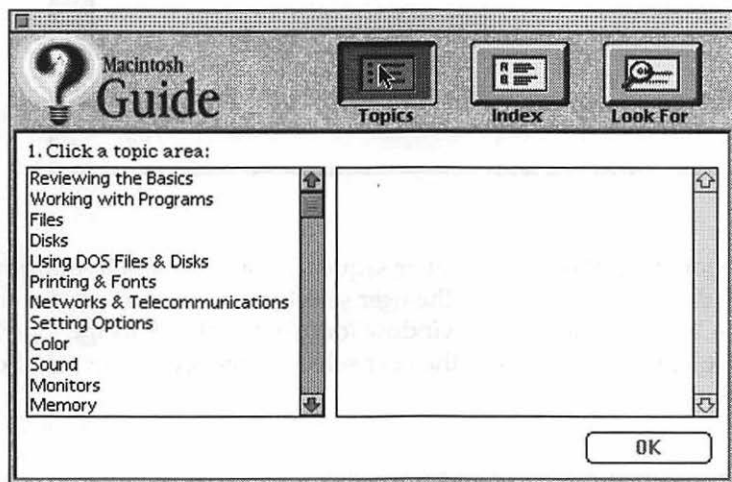 Macintosh
Guide
Topics
Index
Look For
1. Click a topic area:
Reviewing the Basics
Working with Programs
Files
Disks
Using DOS Files & Disks
Printing & Fonts
Networks & Telecommunications
Setting Options
Color
Sound
Monitors
Memory
OK